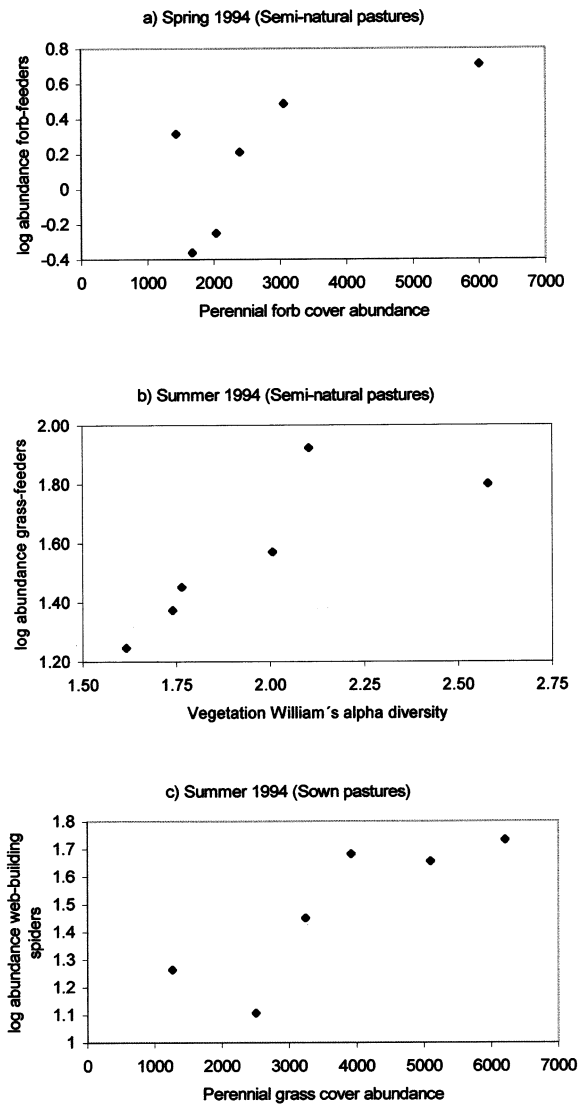 a) Spring 1994 (Semi-natural pastures)
log abundance forb-feeders
0.8
0.6
0.4
0.2
0
-0.2
-0.4
0 1000 2000 3000 4000 5000 6000 7000
Perennial forb cover abundance
b) Summer 1994 (Semi-natural pastures)
log abundance grass-feeders
2.00
1.80
1.60
1.40
1.20
1.50 1.75 2.00 2.25 2.50 2.75
Vegetation William´s alpha diversity
c) Summer 1994 (Sown pastures)
log abundance web-building
spiders
1.8
1.7
1.6
1.5
1.4
1.3
1.2
1.1
1
0 1000 2000 3000 4000 5000 6000 7000
Perennial grass cover abundance